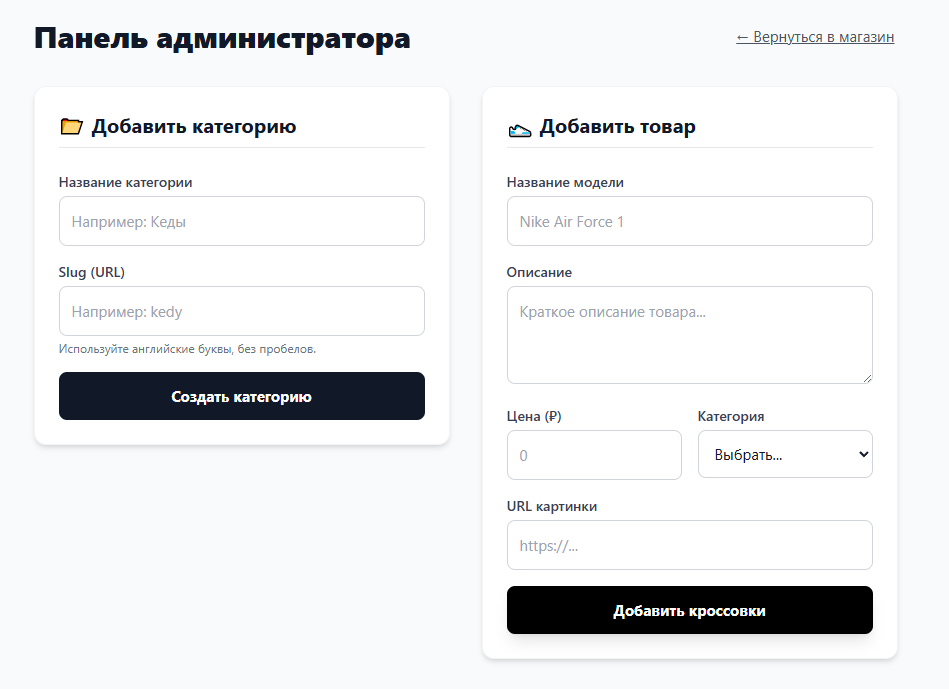 Панель администратора
← Вернуться в магазин
Добавить категорию
Название категории
Например: Кеды
Slug (URL)
Например: kedy
Используйте английские буквы, без пробелов.
Создать категорию
Добавить товар
Название модели
Nike Air Force 1
Описание
Краткое описание товара...
Цена (₽)
Категория
0
Выбрать...
URL картинки
https://...
Добавить кроссовки